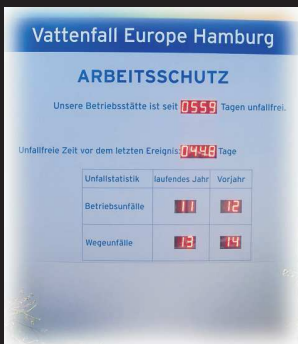 Vattenfall Europe Hamburg
ARBEITSSCHUTZ
Unsere Betriebsstätte ist seit 0559 Tagen unfallfrei.
Unfallfreie Zeit vor dem letzten Ereignis: 0448 Tage
Unfallstatistik laufendes Jahr Vorjahr
Betriebsunfälle 11 12
Wegeunfälle 13 14